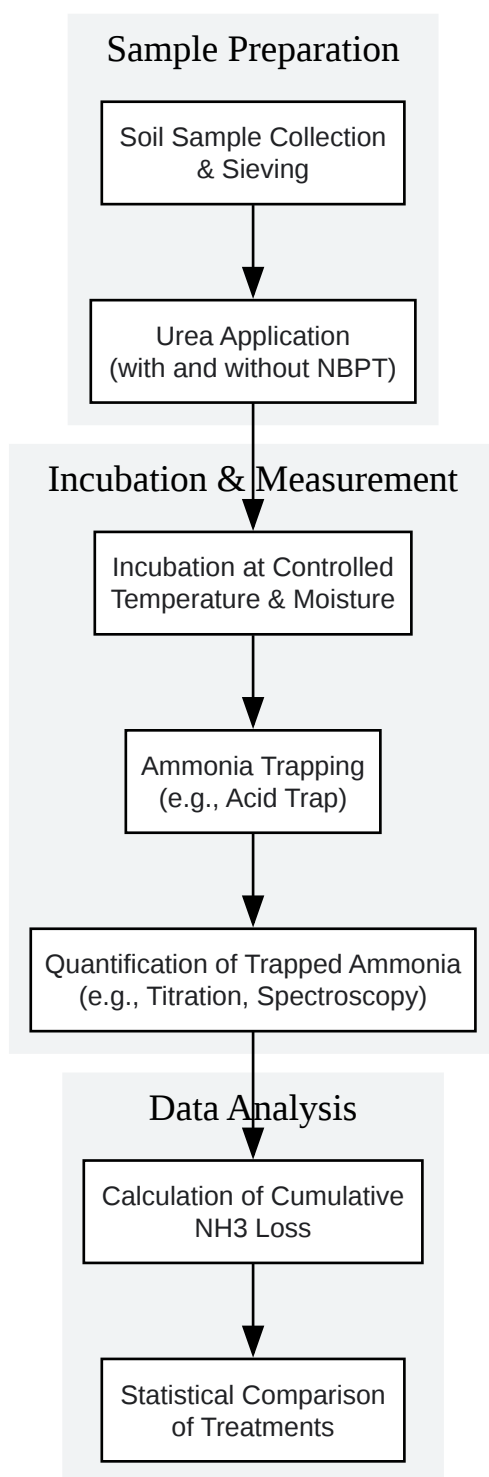 Sample Preparation
Soil Sample Collection
& Sieving
Urea Application
(with and without NBPT)
Incubation & Measurement
Incubation at Controlled
Temperature & Moisture
Ammonia Trapping
(e.g., Acid Trap)
Quantification of Trapped Ammonia
(e.g., Titration, Spectroscopy)
Data Analysis
Calculation of Cumulative
NH3 Loss
Statistical Comparison
of Treatments